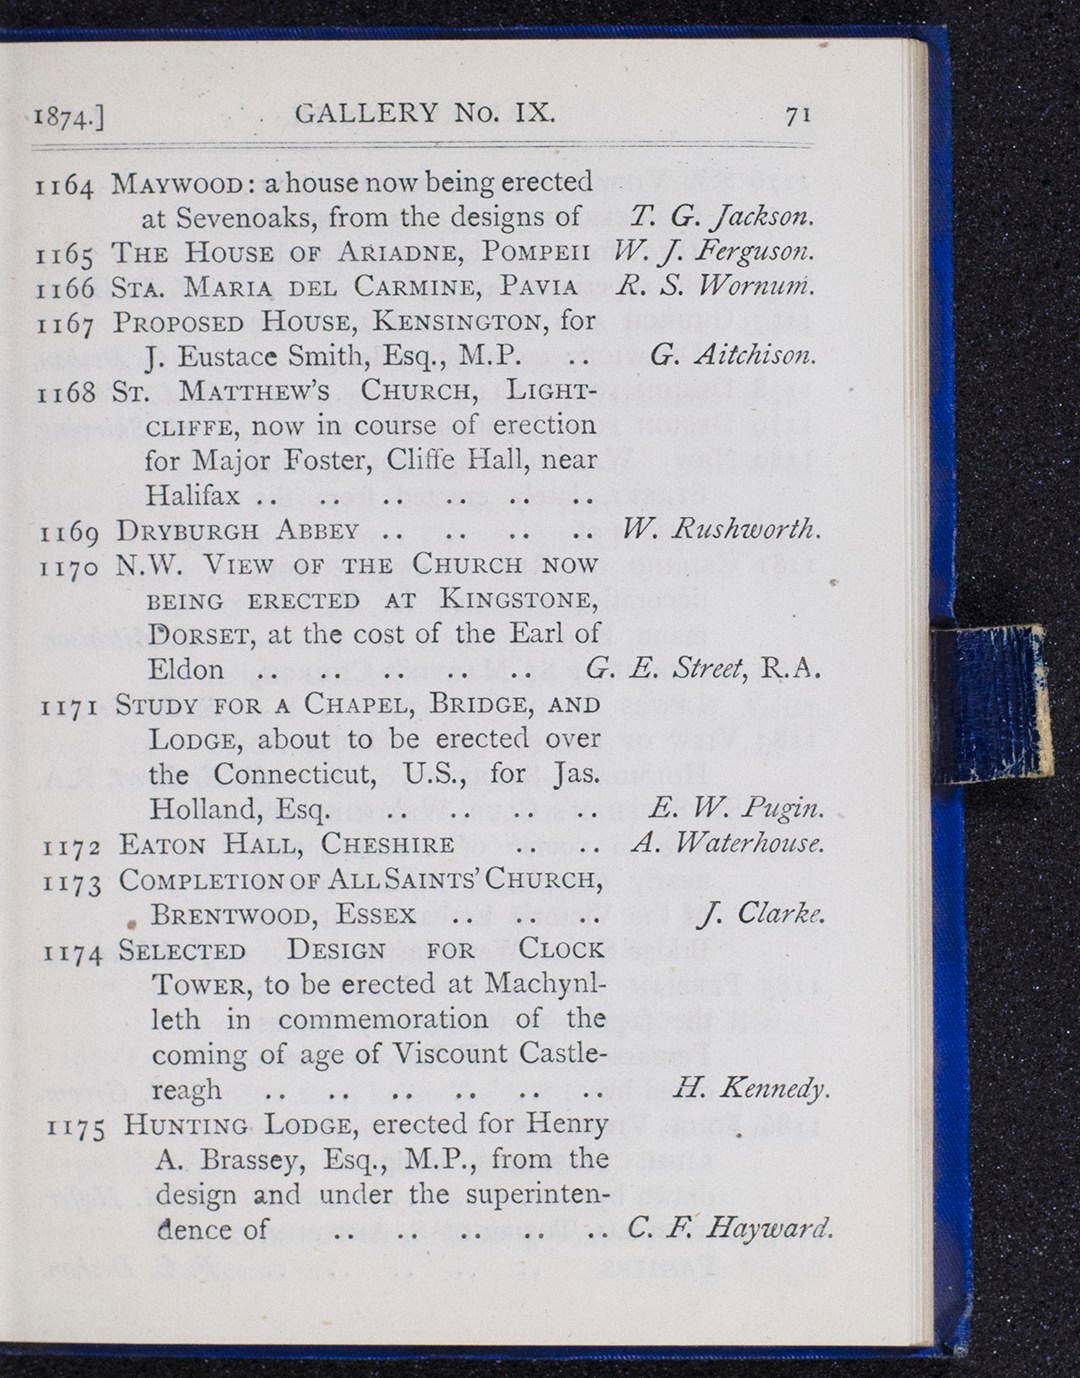 1874.] GALLERY No. IX. 71
1164 MAYWOOD: a house now being erected
at Sevenoaks, from the designs of T. G. Jackson.
1165 THE HOUSE OF ARIADNE, POMPEII W. J. Ferguson.
1166 STA. MARIA DEL CARMINE, PAVIA R. S. Wornum.
1167 PROPOSED HOUSE, KENSINGTON, for
J. Eustace Smith, Esq., M.P. .. G. Aitchison.
1168 ST. MATTHEW'S CHURCH, LIGHT-
CLIFFE, now in course of erection
for Major Foster, Cliffe Hall, near
Halifax .. .. .. .. .. ..
1169 DRYBURGH ABBEY .. .. .. .. W. Rushworth.
1170 N.W. VIEW OF THE CHURCH NOW
BEING ERECTED AT KINGSTONE,
DORSET, at the cost of the Earl of
Eldon .. .. .. .. .. G. E. Street, R.A.
1171 STUDY FOR A CHAPEL, BRIDGE, AND
LODGE, about to be erected over
the Connecticut, U.S., for Jas.
Holland, Esq. .. .. .. .. E. W. Pugin.
1172 EATON HALL, CHESHIRE .. .. A. Waterhouse.
1173 COMPLETION OF ALL SAINTS' CHURCH,
BRENTWOOD, ESSEX .. .. .. J. Clarke.
1174 SELECTED DESIGN FOR CLOCK
TOWER, to be erected at Machynl-
leth in commemoration of the
coming of age of Viscount Castle-
reagh .. .. .. .. .. .. H. Kennedy.
1175 HUNTING LODGE, erected for Henry
A. Brassey, Esq., M.P., from the
design and under the superinten-
dence of .. .. .. .. .. C. F. Hayward.